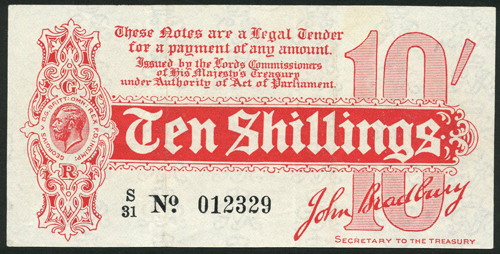 These Notes are a Legal Tender
for a payment of any amount.
Issued by the Lords Commissioners
of His Majesty's Treasury
under Authority of Act of Parliament.
10/
G
R
Ten Shillings
10
S/31 No. 012329
John Bradbury
SECRETARY TO THE TREASURY